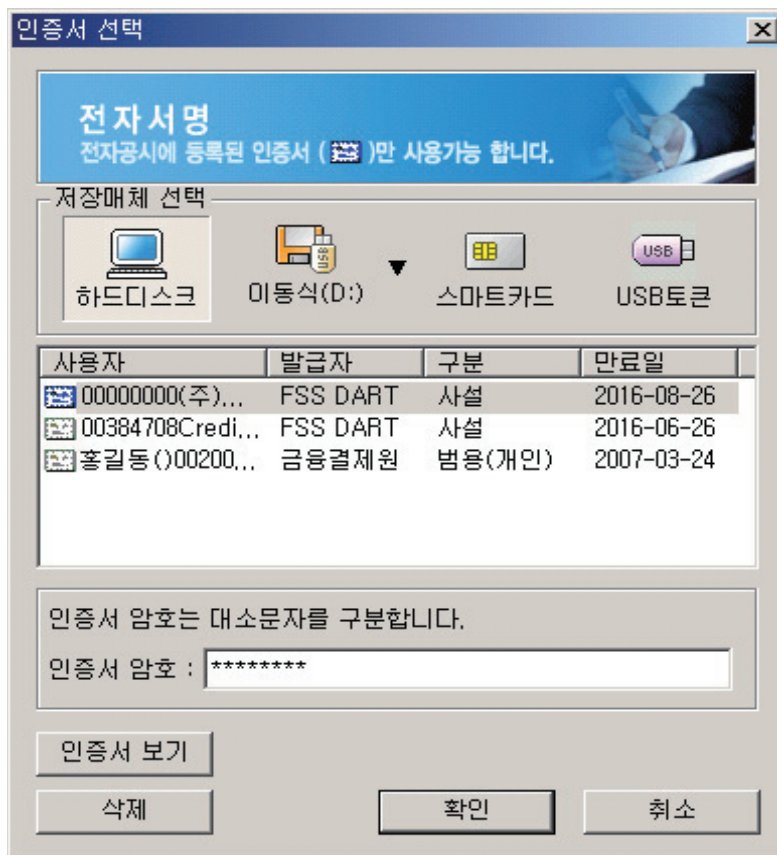 인증서 선택
전자서명
전자공시에 등록된 인증서 ( )만 사용가능 합니다.
저장매체 선택
하드디스크 이동식(D:) 스마트카드 USB토큰
USB
USB
사용자 발급자 구분 만료일
00000000(주)... FSS DART 사설 2016-08-26
00384708Credi... FSS DART 사설 2016-06-26
홍길동()00200... 금융결제원 범용(개인) 2007-03-24
인증서 암호는 대소문자를 구분합니다.
인증서 암호 : ********
인증서 보기
삭제 확인 취소